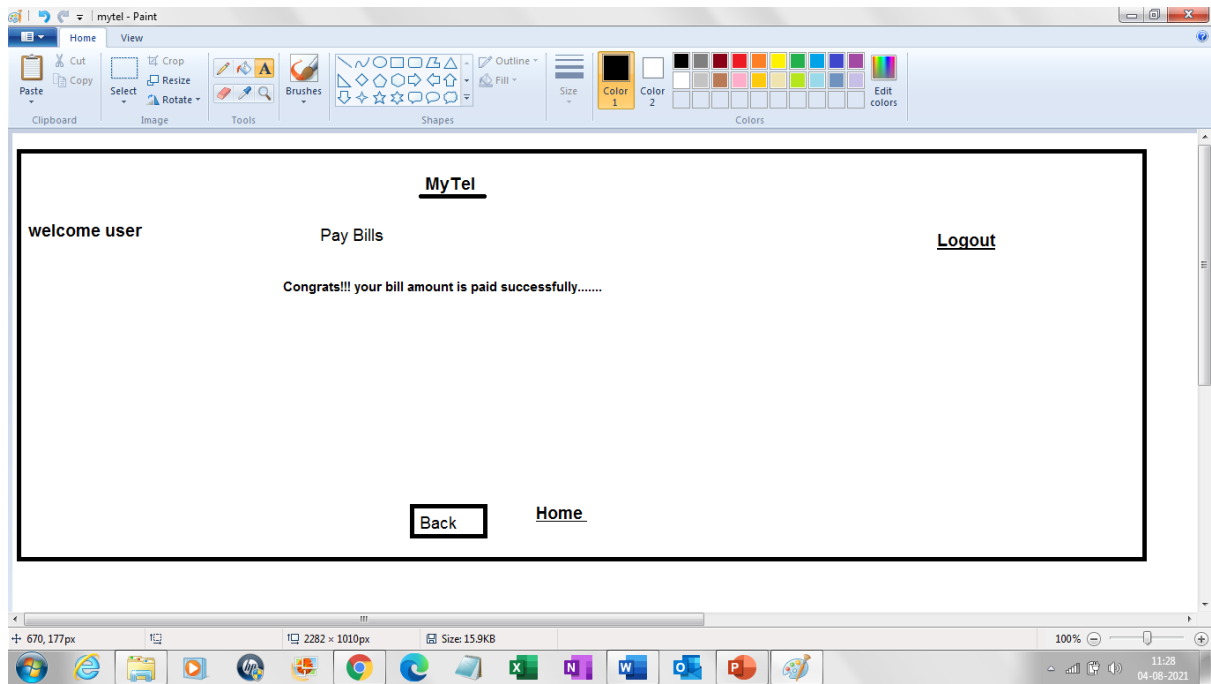 mytel - Paint
Home View
Cut
Copy
Paste
Clipboard
Crop
Resize
Rotate
Select
Image
A
Tools
Brushes
Outline
Fill
Shapes
Size
Color 1
Color 2
Edit colors
Colors
MyTel
welcome user
Pay Bills
Logout
Congrats!!! your bill amount is paid successfully.......
Back
Home
670, 177px
2282 × 1010px
Size: 15.9KB
100%
hp
X N W O P
11:28
04-08-2021